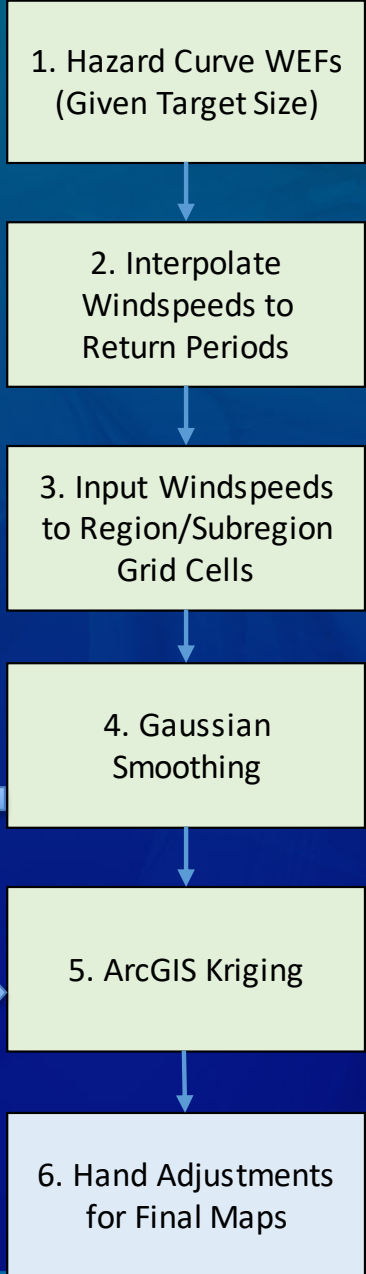 1. Hazard Curve WEFs
(Given Target Size)
2. Interpolate
Windspeeds to
Return Periods
3. Input Windspeeds
to Region/Subregion
Grid Cells
4. Gaussian
Smoothing
5. ArcGIS Kriging
6. Hand Adjustments
for Final Maps